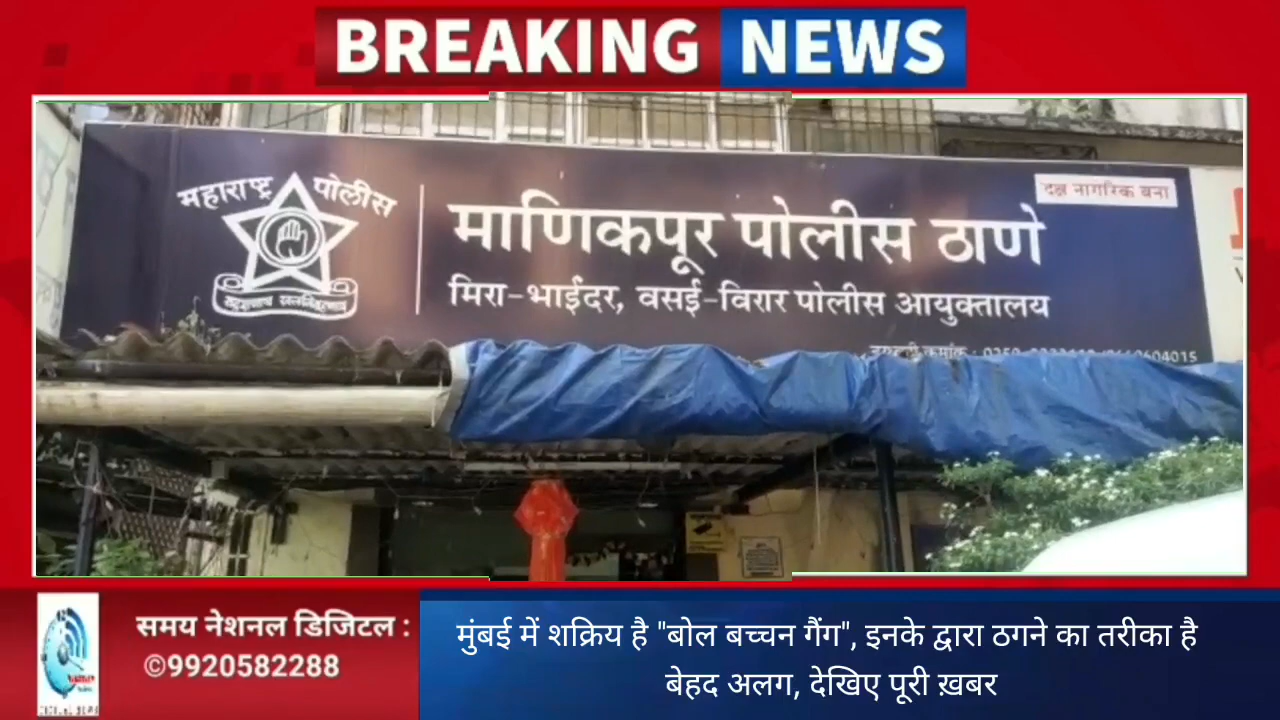 BREAKING NEWS
महाराष्ट्र पोलीस
दक्ष नागरिक बना
माणिकपूर पोलीस ठाणे
मिरा-भाईंदर, वसई-विरार पोलीस आयुक्तालय
समय नेशनल डिजिटल :
©9920582288
मुंबई में शक्रिय है "बोल बच्चन गैंग", इनके द्वारा ठगने का तरीका है
बेहद अलग, देखिए पूरी ख़बर